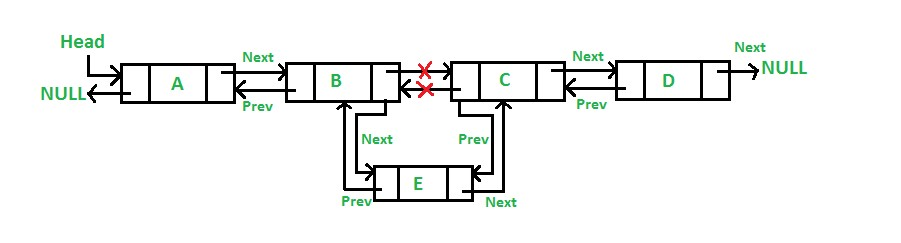 Head
Next
Next
Next
NULL
A
B
C
D
NULL
Prev
Prev
Next
Prev
E
Prev
Next